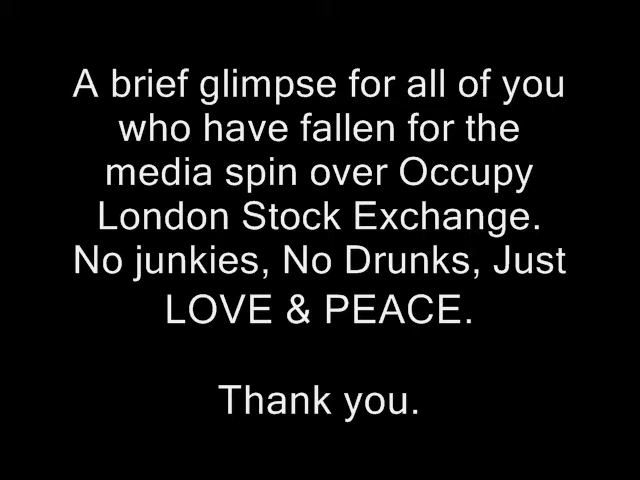 A brief glimpse for all of you
who have fallen for the
media spin over Occupy
London Stock Exchange.
No junkies, No Drunks, Just
LOVE & PEACE.
Thank you.